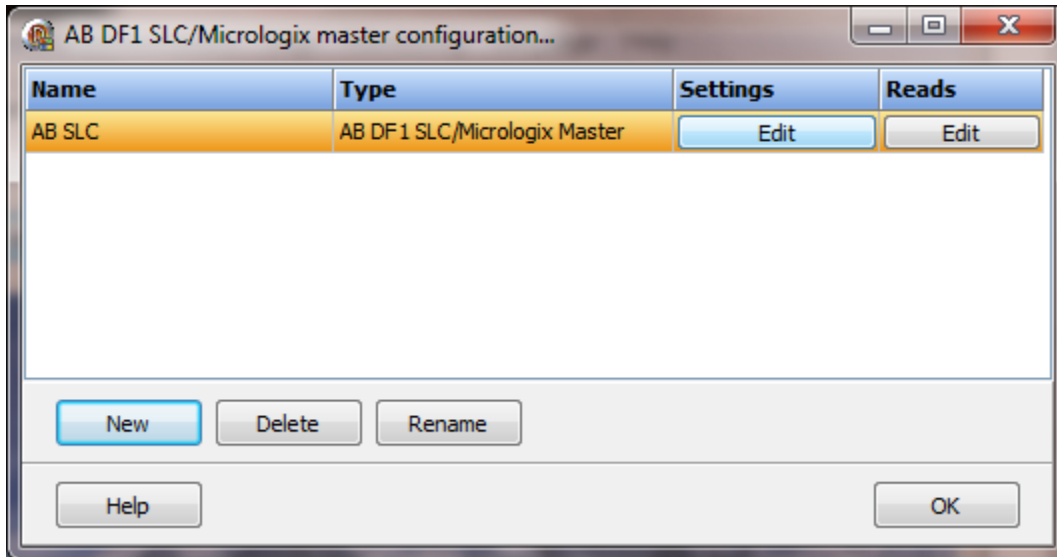 AB DF1 SLC/Micrologix master configuration...
Name Type Settings Reads
AB SLC AB DF1 SLC/Micrologix Master Edit Edit
New Delete Rename
Help OK